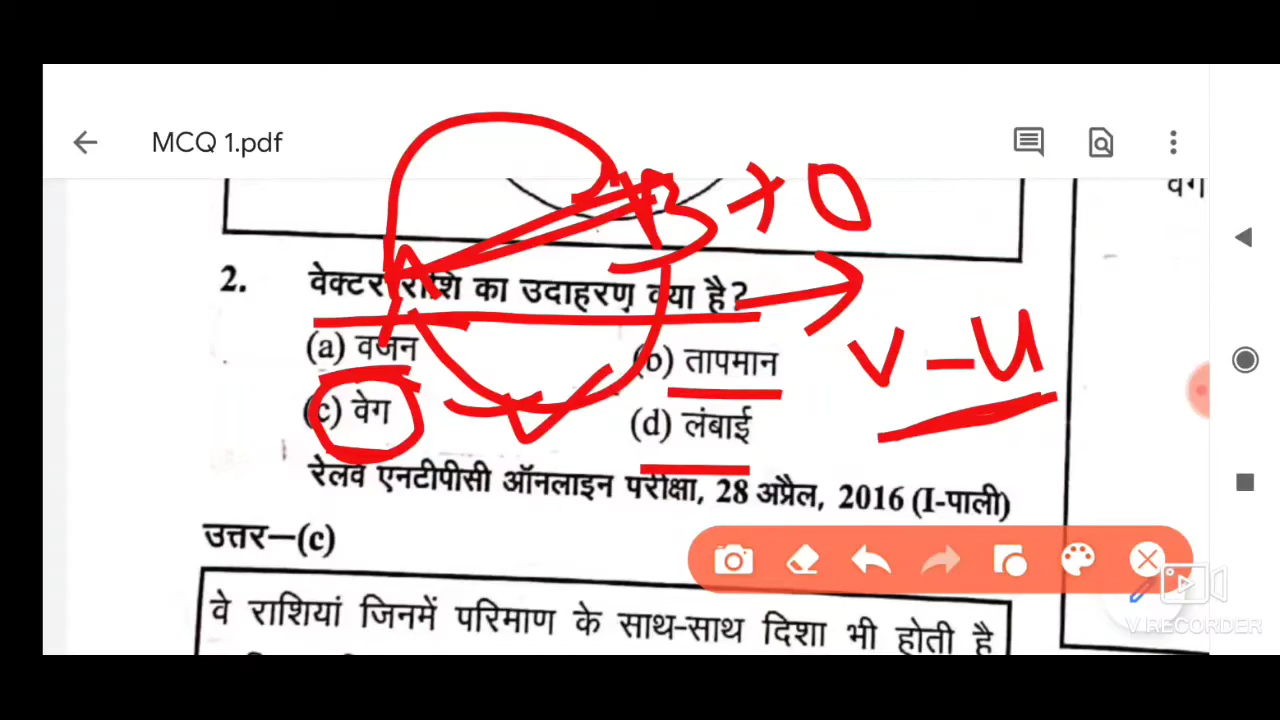 MCQ 1.pdf
वेग
2. वेक्टर राशि का उदाहरण क्या है?
(a) वजन (b) तापमान
(c) वेग (d) लंबाई
रेलवे एनटीपीसी ऑनलाइन परीक्षा, 28 अप्रैल, 2016 (I-पाली)
उत्तर–(c)
वे राशियां जिनमें परिमाण के साथ-साथ दिशा भी होती है
A B ≠ 0
V – U
V RECORDER